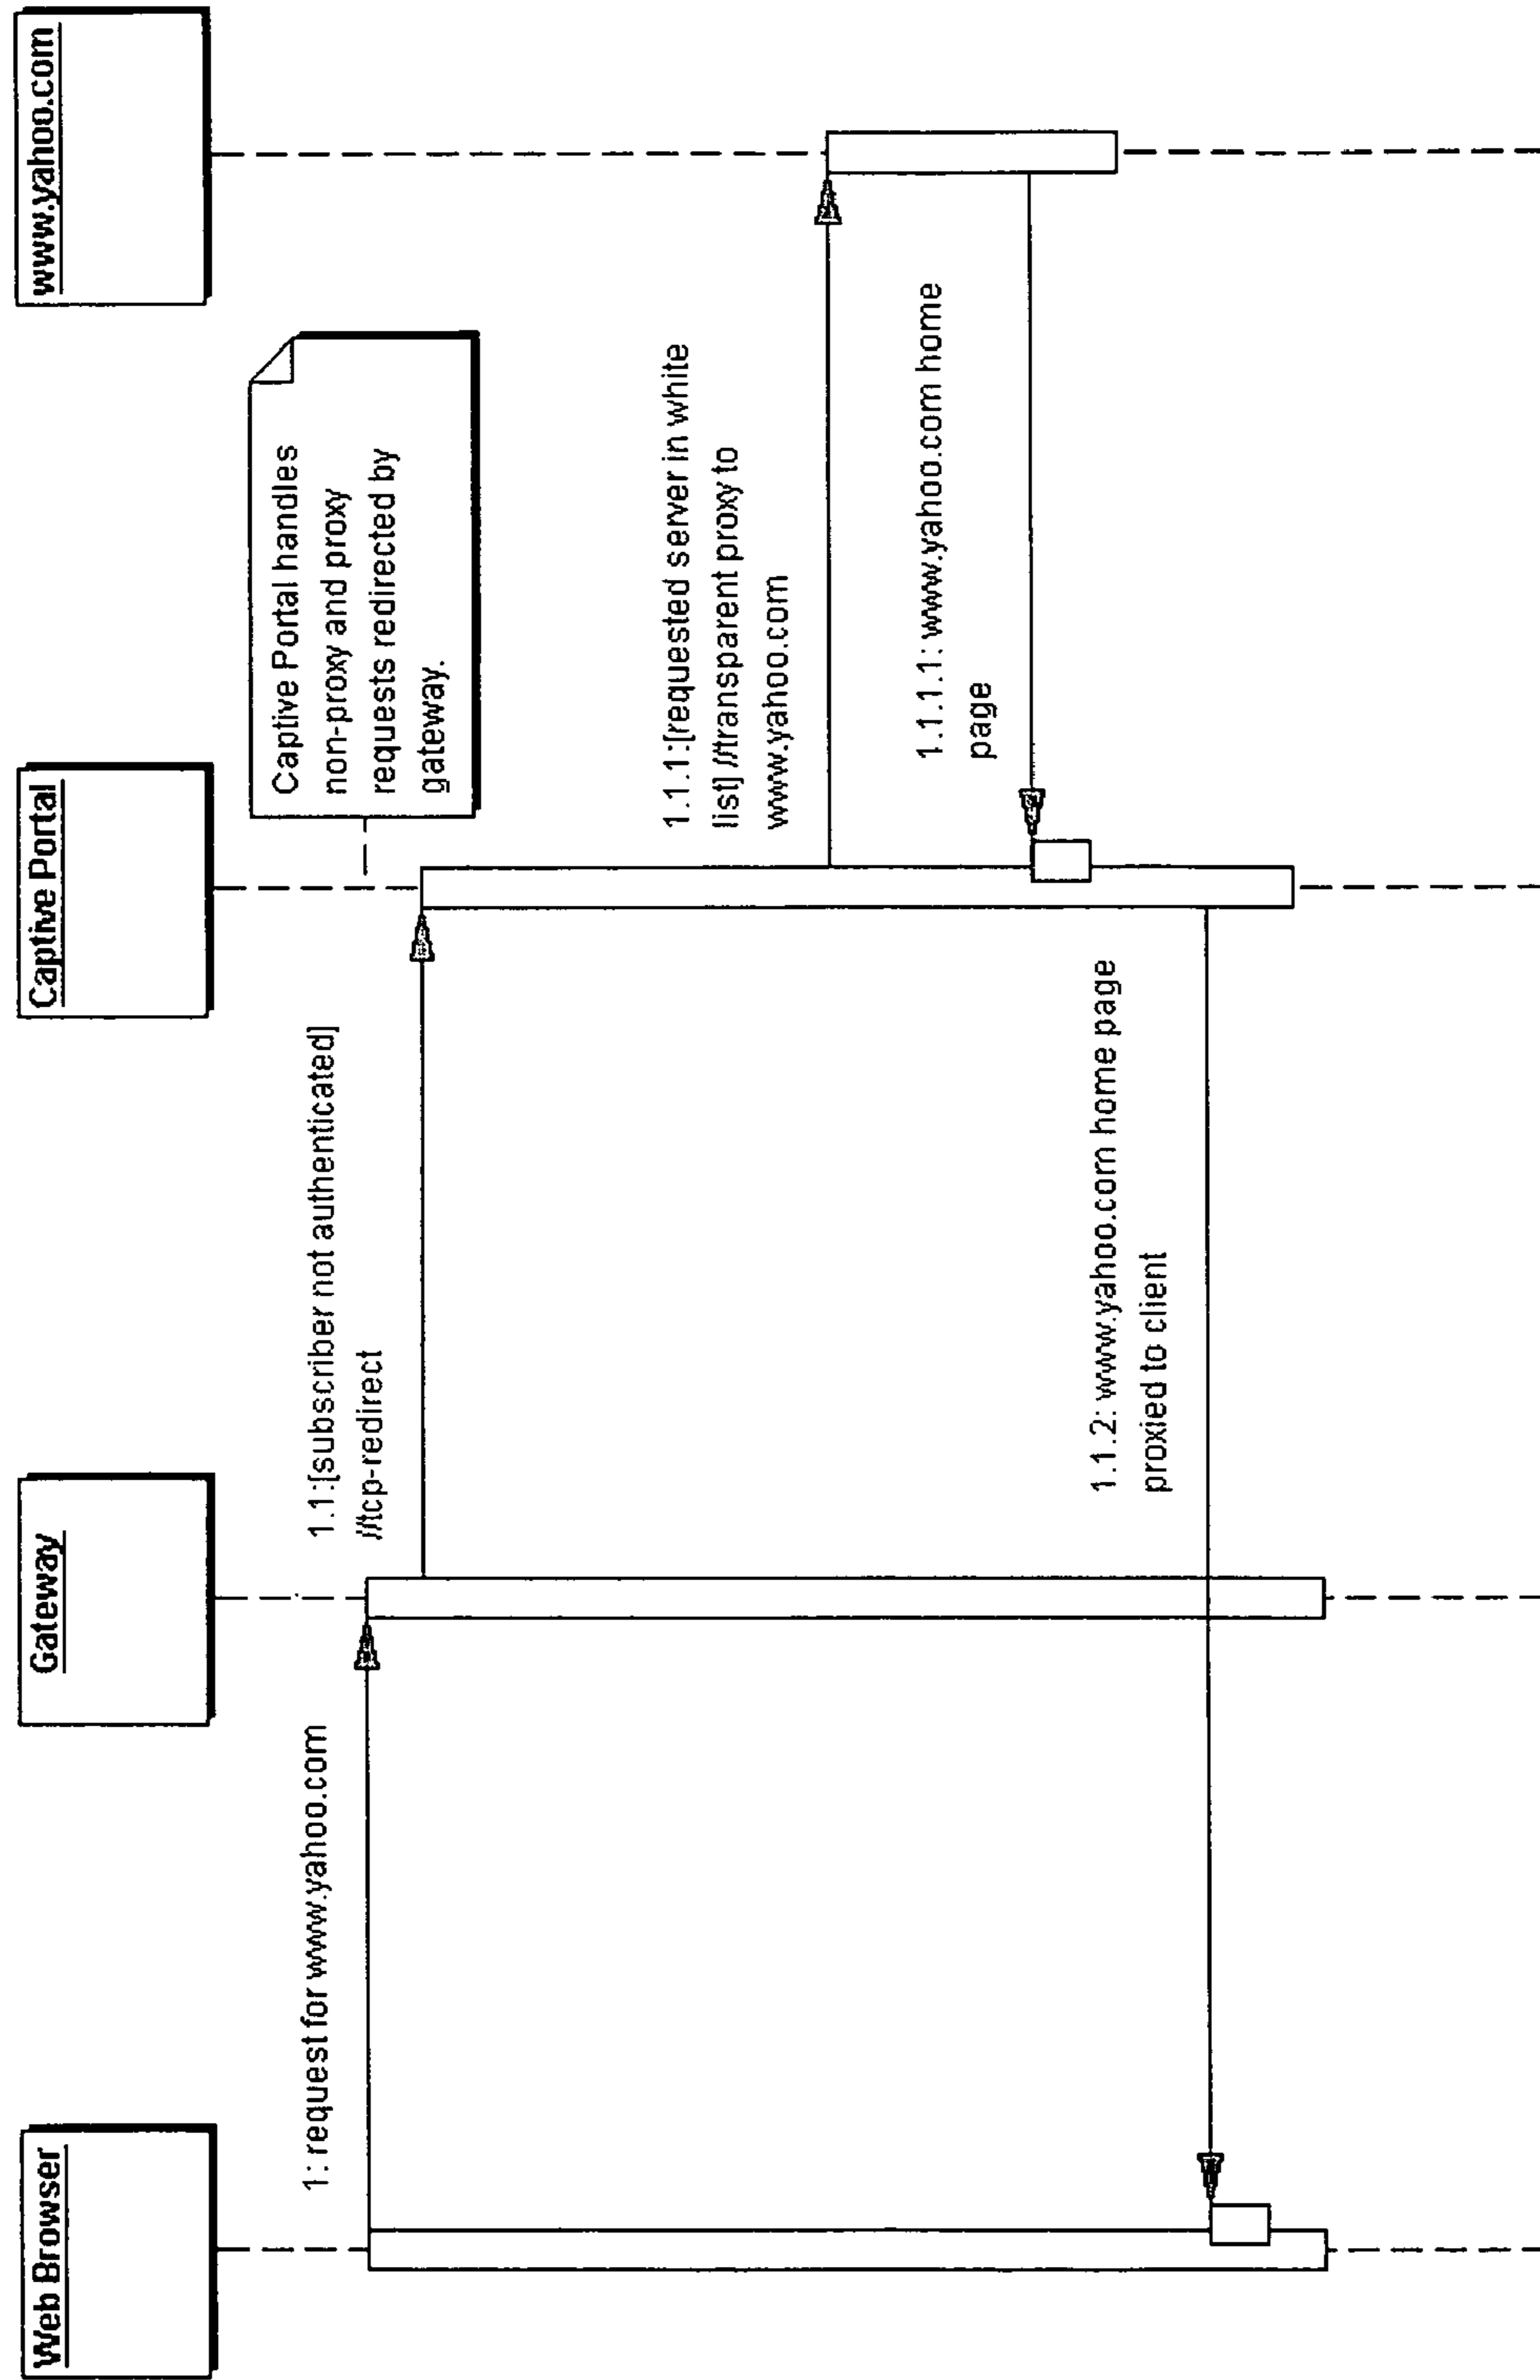 Web Browser
Gateway
Captive Portal
www.yahoo.com
Captive Portal handles
non-proxy and proxy
requests redirected by
gateway.
1: request for www.yahoo.com
1.1:[subscriber not authenticated]
//tcp-redirect
1.1.1:[requested server in white
list] //transparent proxy to
www.yahoo.com
1.1.1.1: www.yahoo.com home
page
1.1.2: www.yahoo.com home page
proxied to client